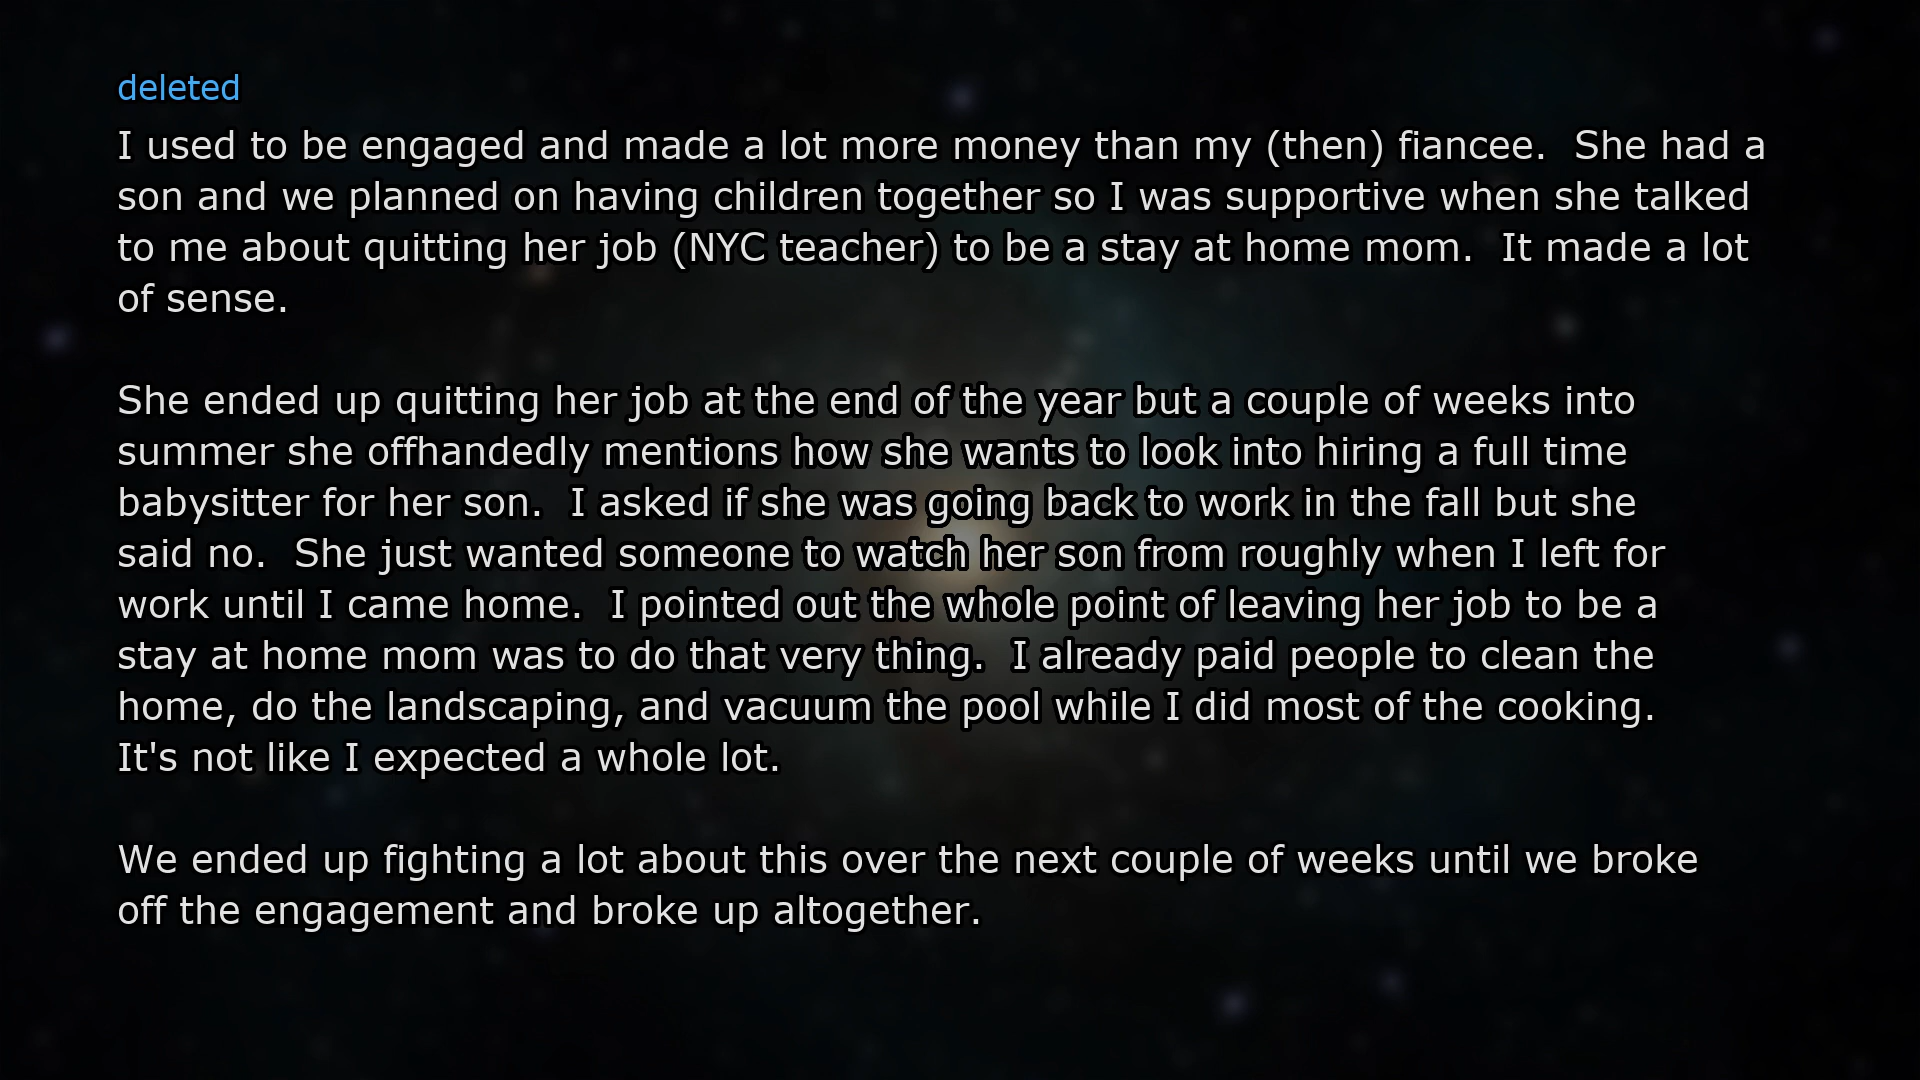 deleted
I used to be engaged and made a lot more money than my (then) fiancee.  She had a
son and we planned on having children together so I was supportive when she talked
to me about quitting her job (NYC teacher) to be a stay at home mom.  It made a lot
of sense.
She ended up quitting her job at the end of the year but a couple of weeks into
summer she offhandedly mentions how she wants to look into hiring a full time
babysitter for her son.  I asked if she was going back to work in the fall but she
said no.  She just wanted someone to watch her son from roughly when I left for
work until I came home.  I pointed out the whole point of leaving her job to be a
stay at home mom was to do that very thing.  I already paid people to clean the
home, do the landscaping, and vacuum the pool while I did most of the cooking.
It's not like I expected a whole lot.
We ended up fighting a lot about this over the next couple of weeks until we broke
off the engagement and broke up altogether.